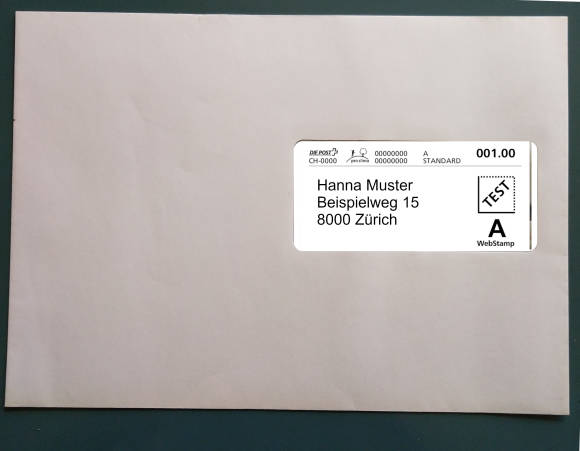 DIE POST
CH-0000
pro clima
00000000
00000000
A
STANDARD
001.00
Hanna Muster
Beispielweg 15
8000 Zürich
TEST
A
WebStamp